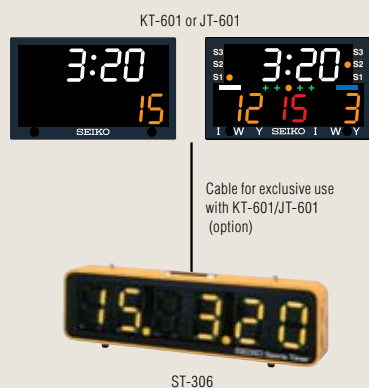 KT-601 or JT-601
3:20
15
SEIKO
S3 3:20 S3
S2 S2
S1 S1
12 15 3
I W Y SEIKO I W Y
Cable for exclusive use
with KT-601/JT-601
(option)
15. 3.20
SEIKO Sports Timer
ST-306